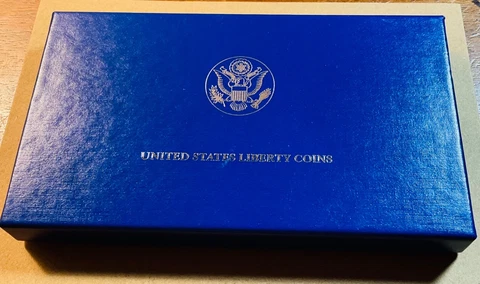 UNITED STATES LIBERTY COINS